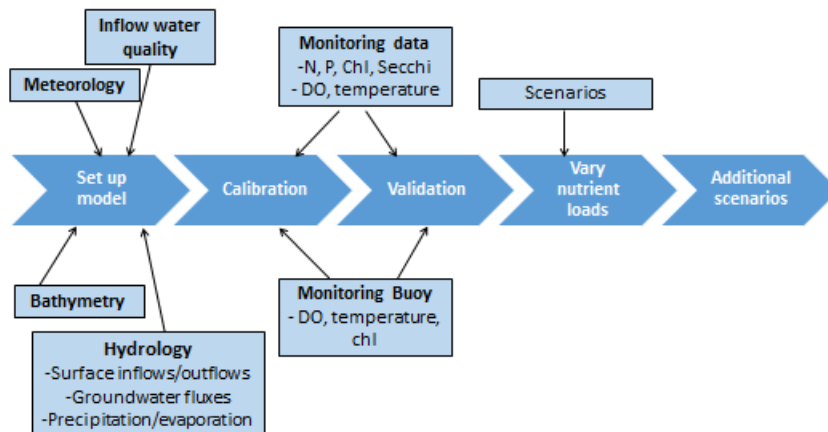 Inflow water
quality
Meteorology
Monitoring data
-N, P, Chl, Secchi
- DO, temperature
Scenarios
Set up
model
Calibration
Validation
Vary
nutrient
loads
Additional
scenarios
Bathymetry
Hydrology
-Surface inflows/outflows
-Groundwater fluxes
-Precipitation/evaporation
Monitoring Buoy
- DO, temperature,
chl